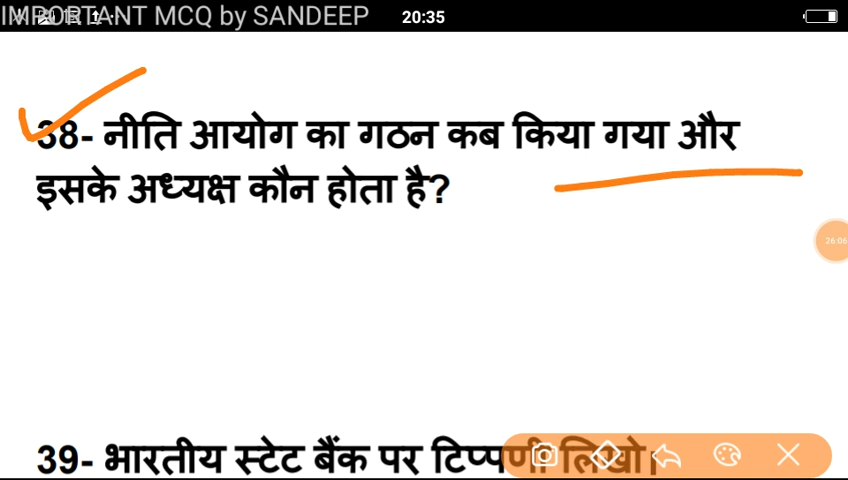 IMPORTANT MCQ by SANDEEP
20:35
38- नीति आयोग का गठन कब किया गया और
इसके अध्यक्ष कौन होता है?
26:06
39- भारतीय स्टेट बैंक पर टिप्पणी लिखो।